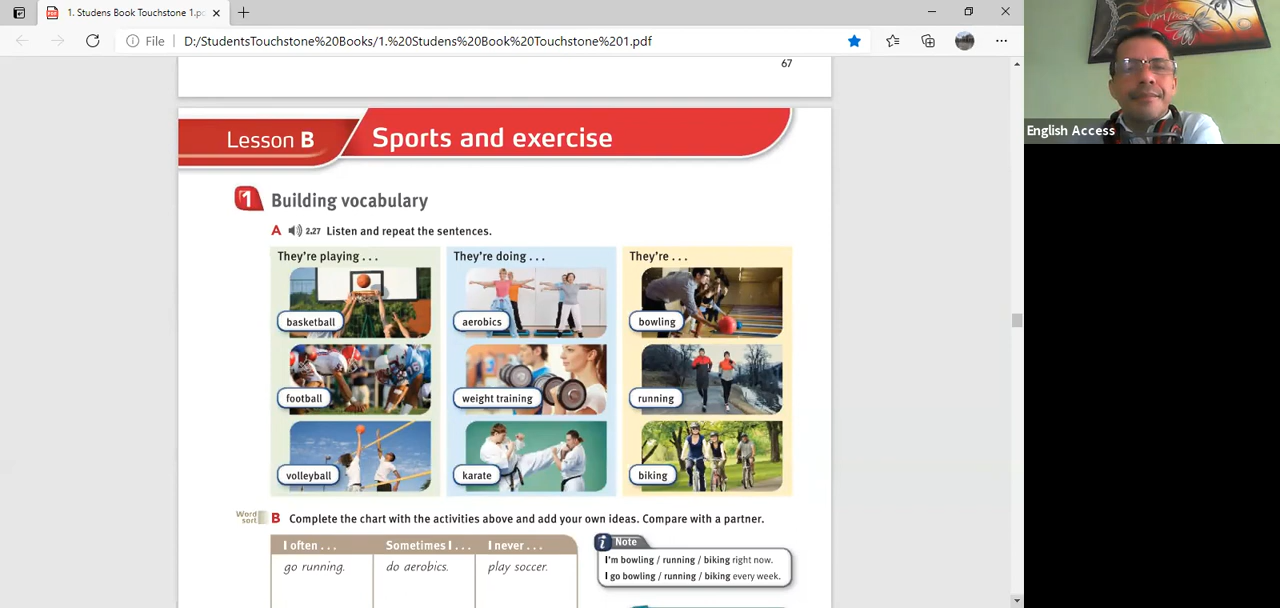 1. Studens Book Touchstone 1.pd
File
D:/StudentsTouchstone%20Books/1.%20Studens%20Book%20Touchstone%201.pdf
67
English Access
Lesson B
Sports and exercise
1 Building vocabulary
A 2.27 Listen and repeat the sentences.
They're playing . . .
They're doing . . .
They're . . .
basketball
aerobics
bowling
football
weight training
running
volleyball
karate
biking
Word
sort
B Complete the chart with the activities above and add your own ideas. Compare with a partner.
I often . . .
Sometimes I . . .
I never . . .
go running.
do aerobics.
play soccer.
i Note
I'm bowling / running / biking right now.
I go bowling / running / biking every week.